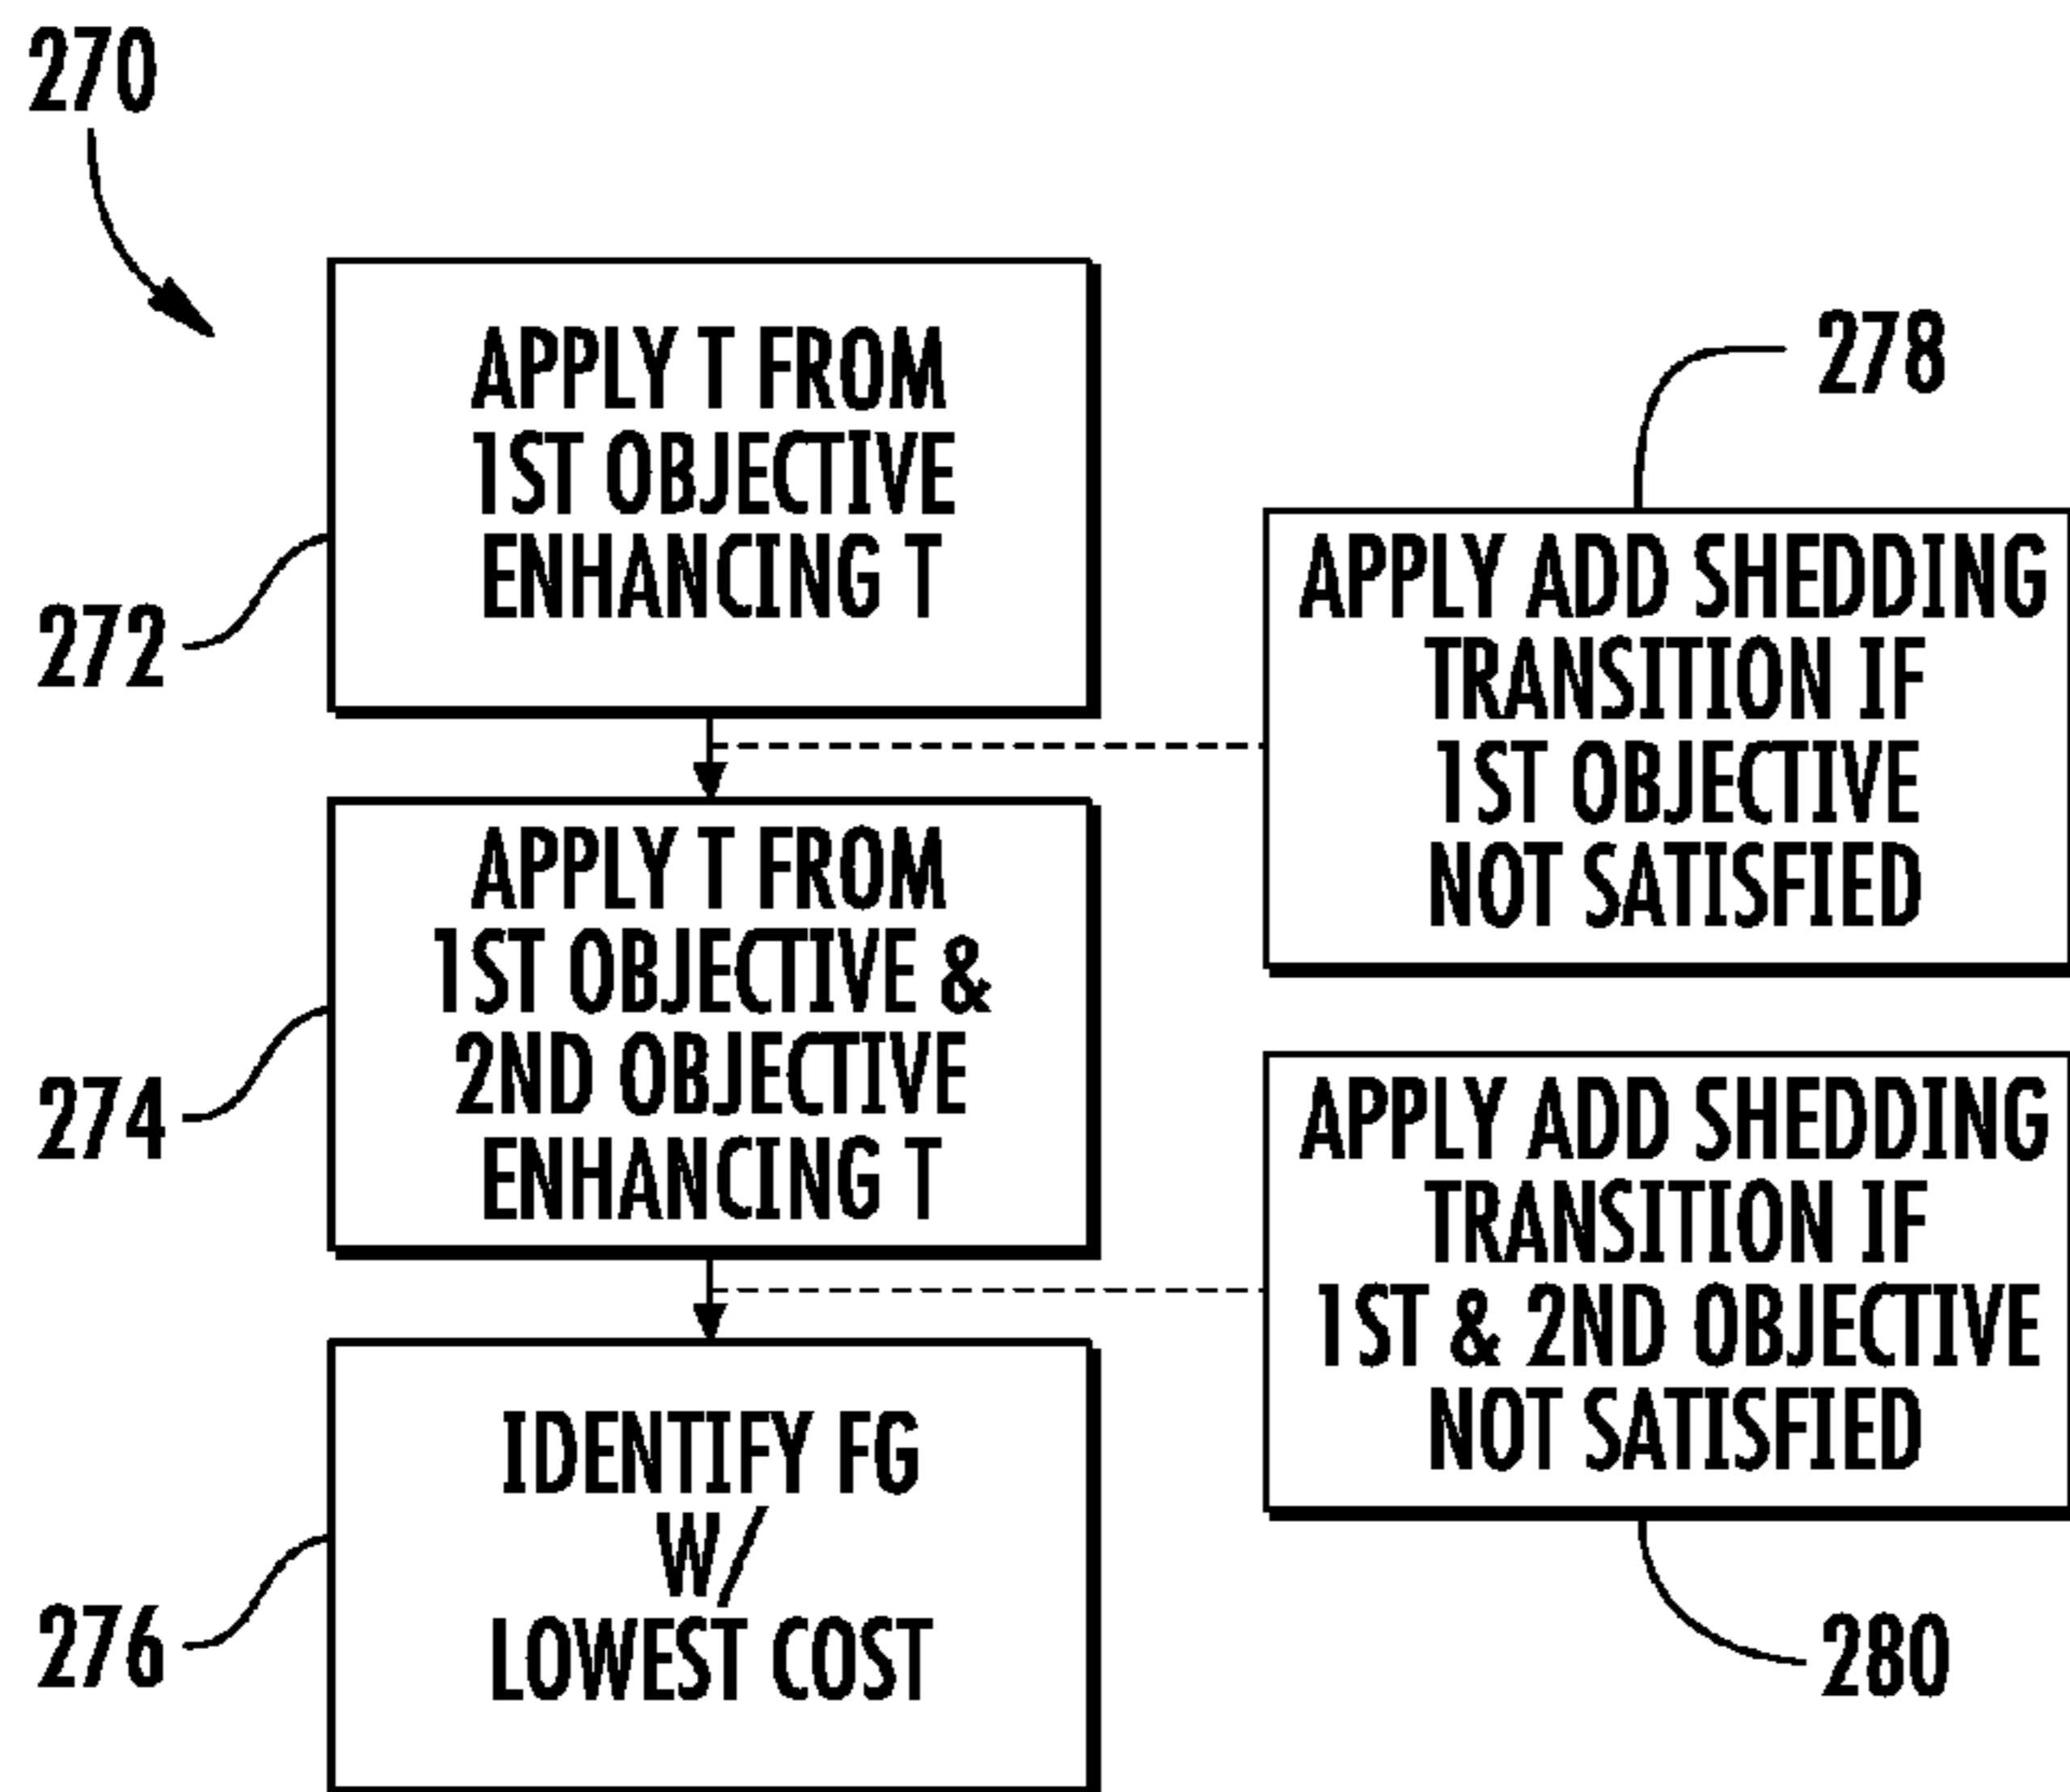 270
APPLY T FROM
1ST OBJECTIVE
ENHANCING T
272
278
APPLY ADD SHEDDING
TRANSITION IF
1ST OBJECTIVE
NOT SATISFIED
APPLY T FROM
1ST OBJECTIVE &
2ND OBJECTIVE
ENHANCING T
274
APPLY ADD SHEDDING
TRANSITION IF
1ST & 2ND OBJECTIVE
NOT SATISFIED
280
IDENTIFY FG
W/
LOWEST COST
276